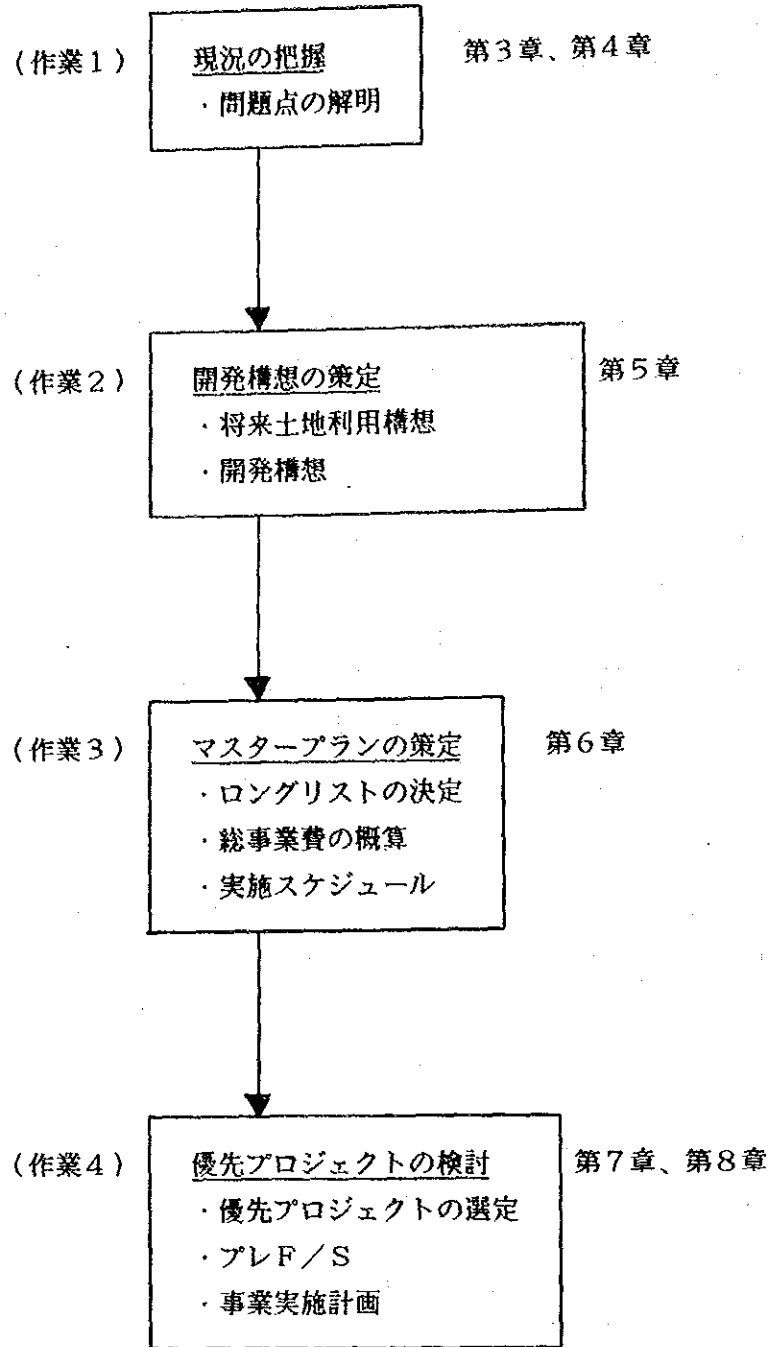 (作業1) 現況の把握 第3章、第4章
・問題点の解明
(作業2) 開発構想の策定 第5章
・将来土地利用構想
・開発構想
(作業3) マスタープランの策定 第6章
・ロングリストの決定
・総事業費の概算
・実施スケジュール
(作業4) 優先プロジェクトの検討 第7章、第8章
・優先プロジェクトの選定
・プレF/S
・事業実施計画